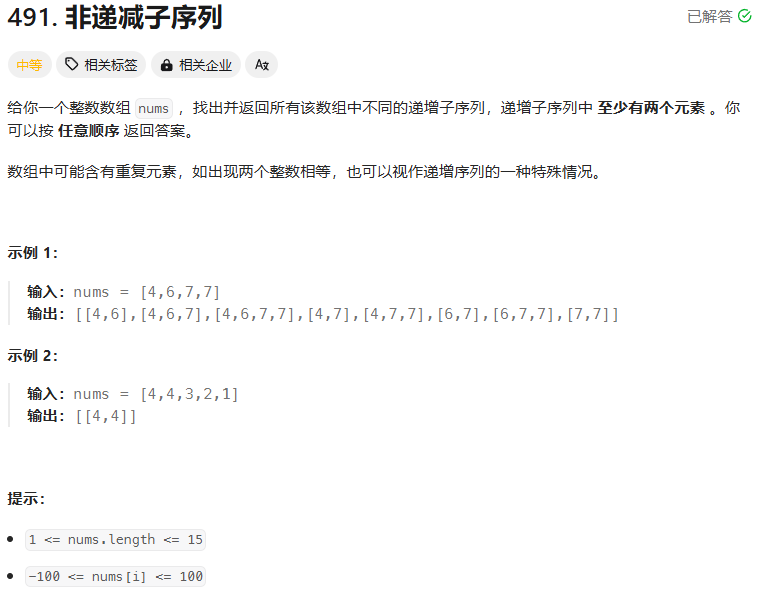 491. 非递减子序列
已解答
中等 相关标签 相关企业 Aあ
给你一个整数数组 nums ，找出并返回所有该数组中不同的递增子序列，递增子序列中 至少有两个元素 。你
可以按 任意顺序 返回答案。
数组中可能含有重复元素，如出现两个整数相等，也可以视作递增序列的一种特殊情况。
示例 1：
输入：nums = [4,6,7,7]
输出：[[4,6],[4,6,7],[4,6,7,7],[4,7],[4,7,7],[6,7],[6,7,7],[7,7]]
示例 2：
输入：nums = [4,4,3,2,1]
输出：[[4,4]]
提示：
1 <= nums.length <= 15
-100 <= nums[i] <= 100